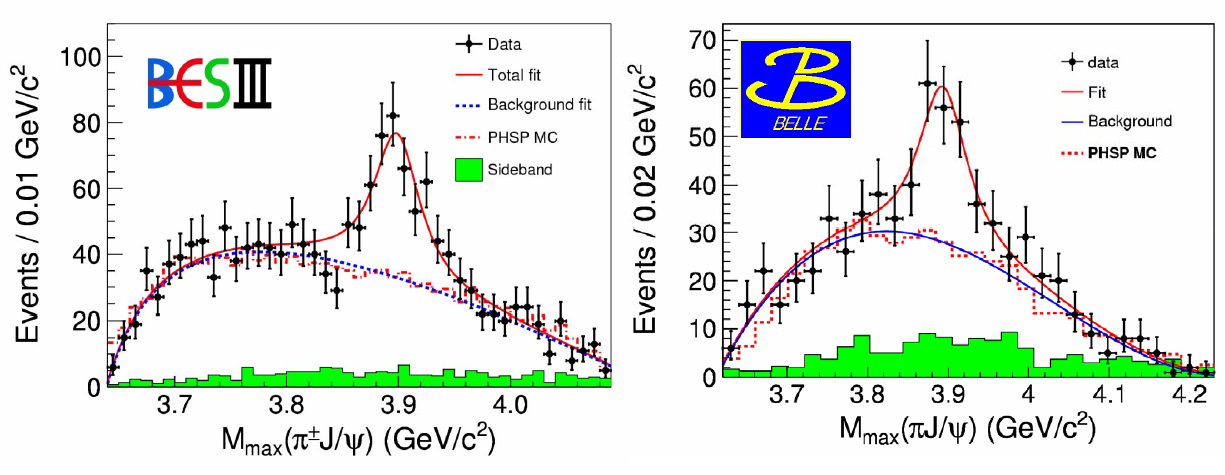 BESIII
Data
Total fit
Background fit
PHSP MC
Sideband
Events / 0.01 GeV/c²
100
80
60
40
20
0
3.7 3.8 3.9 4.0
M_max(π±J/ψ) (GeV/c²)
B
BELLE
data
Fit
Background
PHSP MC
Events / 0.02 GeV/c²
70
60
50
40
30
20
10
0
3.7 3.8 3.9 4 4.1 4.2
M_max(πJ/ψ) (GeV/c²)